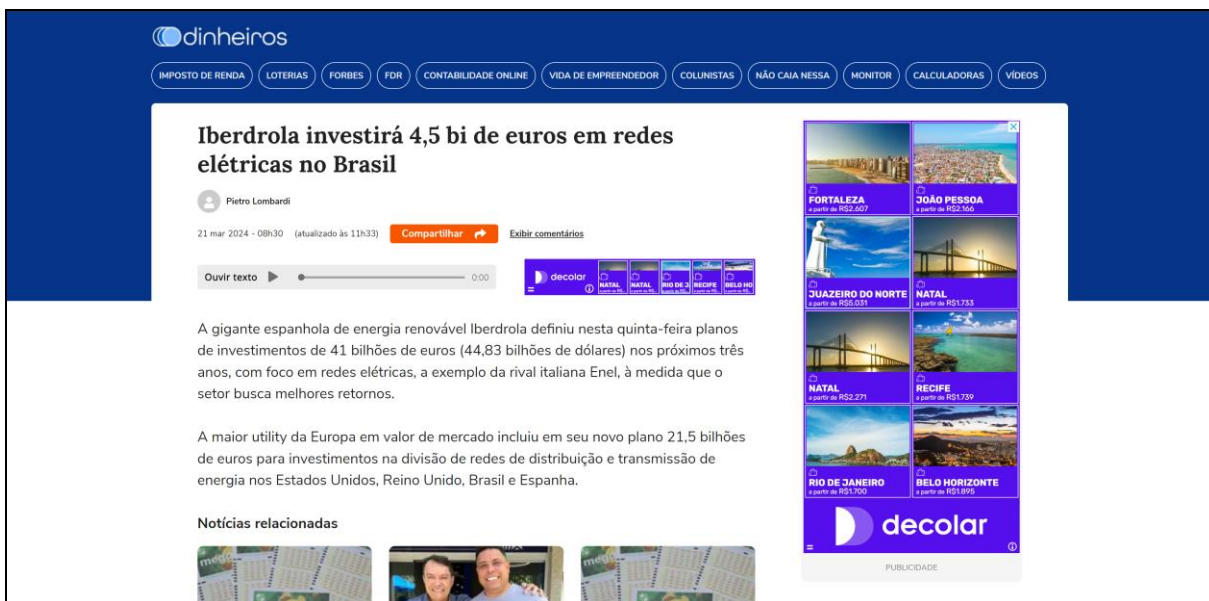 dinheiros
IMPOSTO DE RENDA
LOTERIAS
FORBES
FDR
CONTABILIDADE ONLINE
VIDA DE EMPREENDEDOR
COLUNISTAS
NÃO CAIA NESSA
MONITOR
CALCULADORAS
VÍDEOS
Iberdrola investirá 4,5 bi de euros em redes
elétricas no Brasil
Pietro Lombardi
21 mar 2024 - 08h30 (atualizado às 11h33)
Compartilhar
Exibir comentários
Ouvir texto
0:00
decolar
NATAL
NATAL
RIO DE J
RECIFE
BELO HO
A gigante espanhola de energia renovável Iberdrola definiu nesta quinta-feira planos
de investimentos de 41 bilhões de euros (44,83 bilhões de dólares) nos próximos três
anos, com foco em redes elétricas, a exemplo da rival italiana Enel, à medida que o
setor busca melhores retornos.
A maior utility da Europa em valor de mercado incluiu em seu novo plano 21,5 bilhões
de euros para investimentos na divisão de redes de distribuição e transmissão de
energia nos Estados Unidos, Reino Unido, Brasil e Espanha.
Notícias relacionadas
FORTALEZA
a partir de R$2.607
JOÃO PESSOA
a partir de R$2.166
JUAZEIRO DO NORTE
a partir de R$5.031
NATAL
a partir de R$1.733
NATAL
a partir de R$2.271
RECIFE
a partir de R$1.739
RIO DE JANEIRO
a partir de R$1.700
BELO HORIZONTE
a partir de R$1.895
decolar
PUBLICIDADE